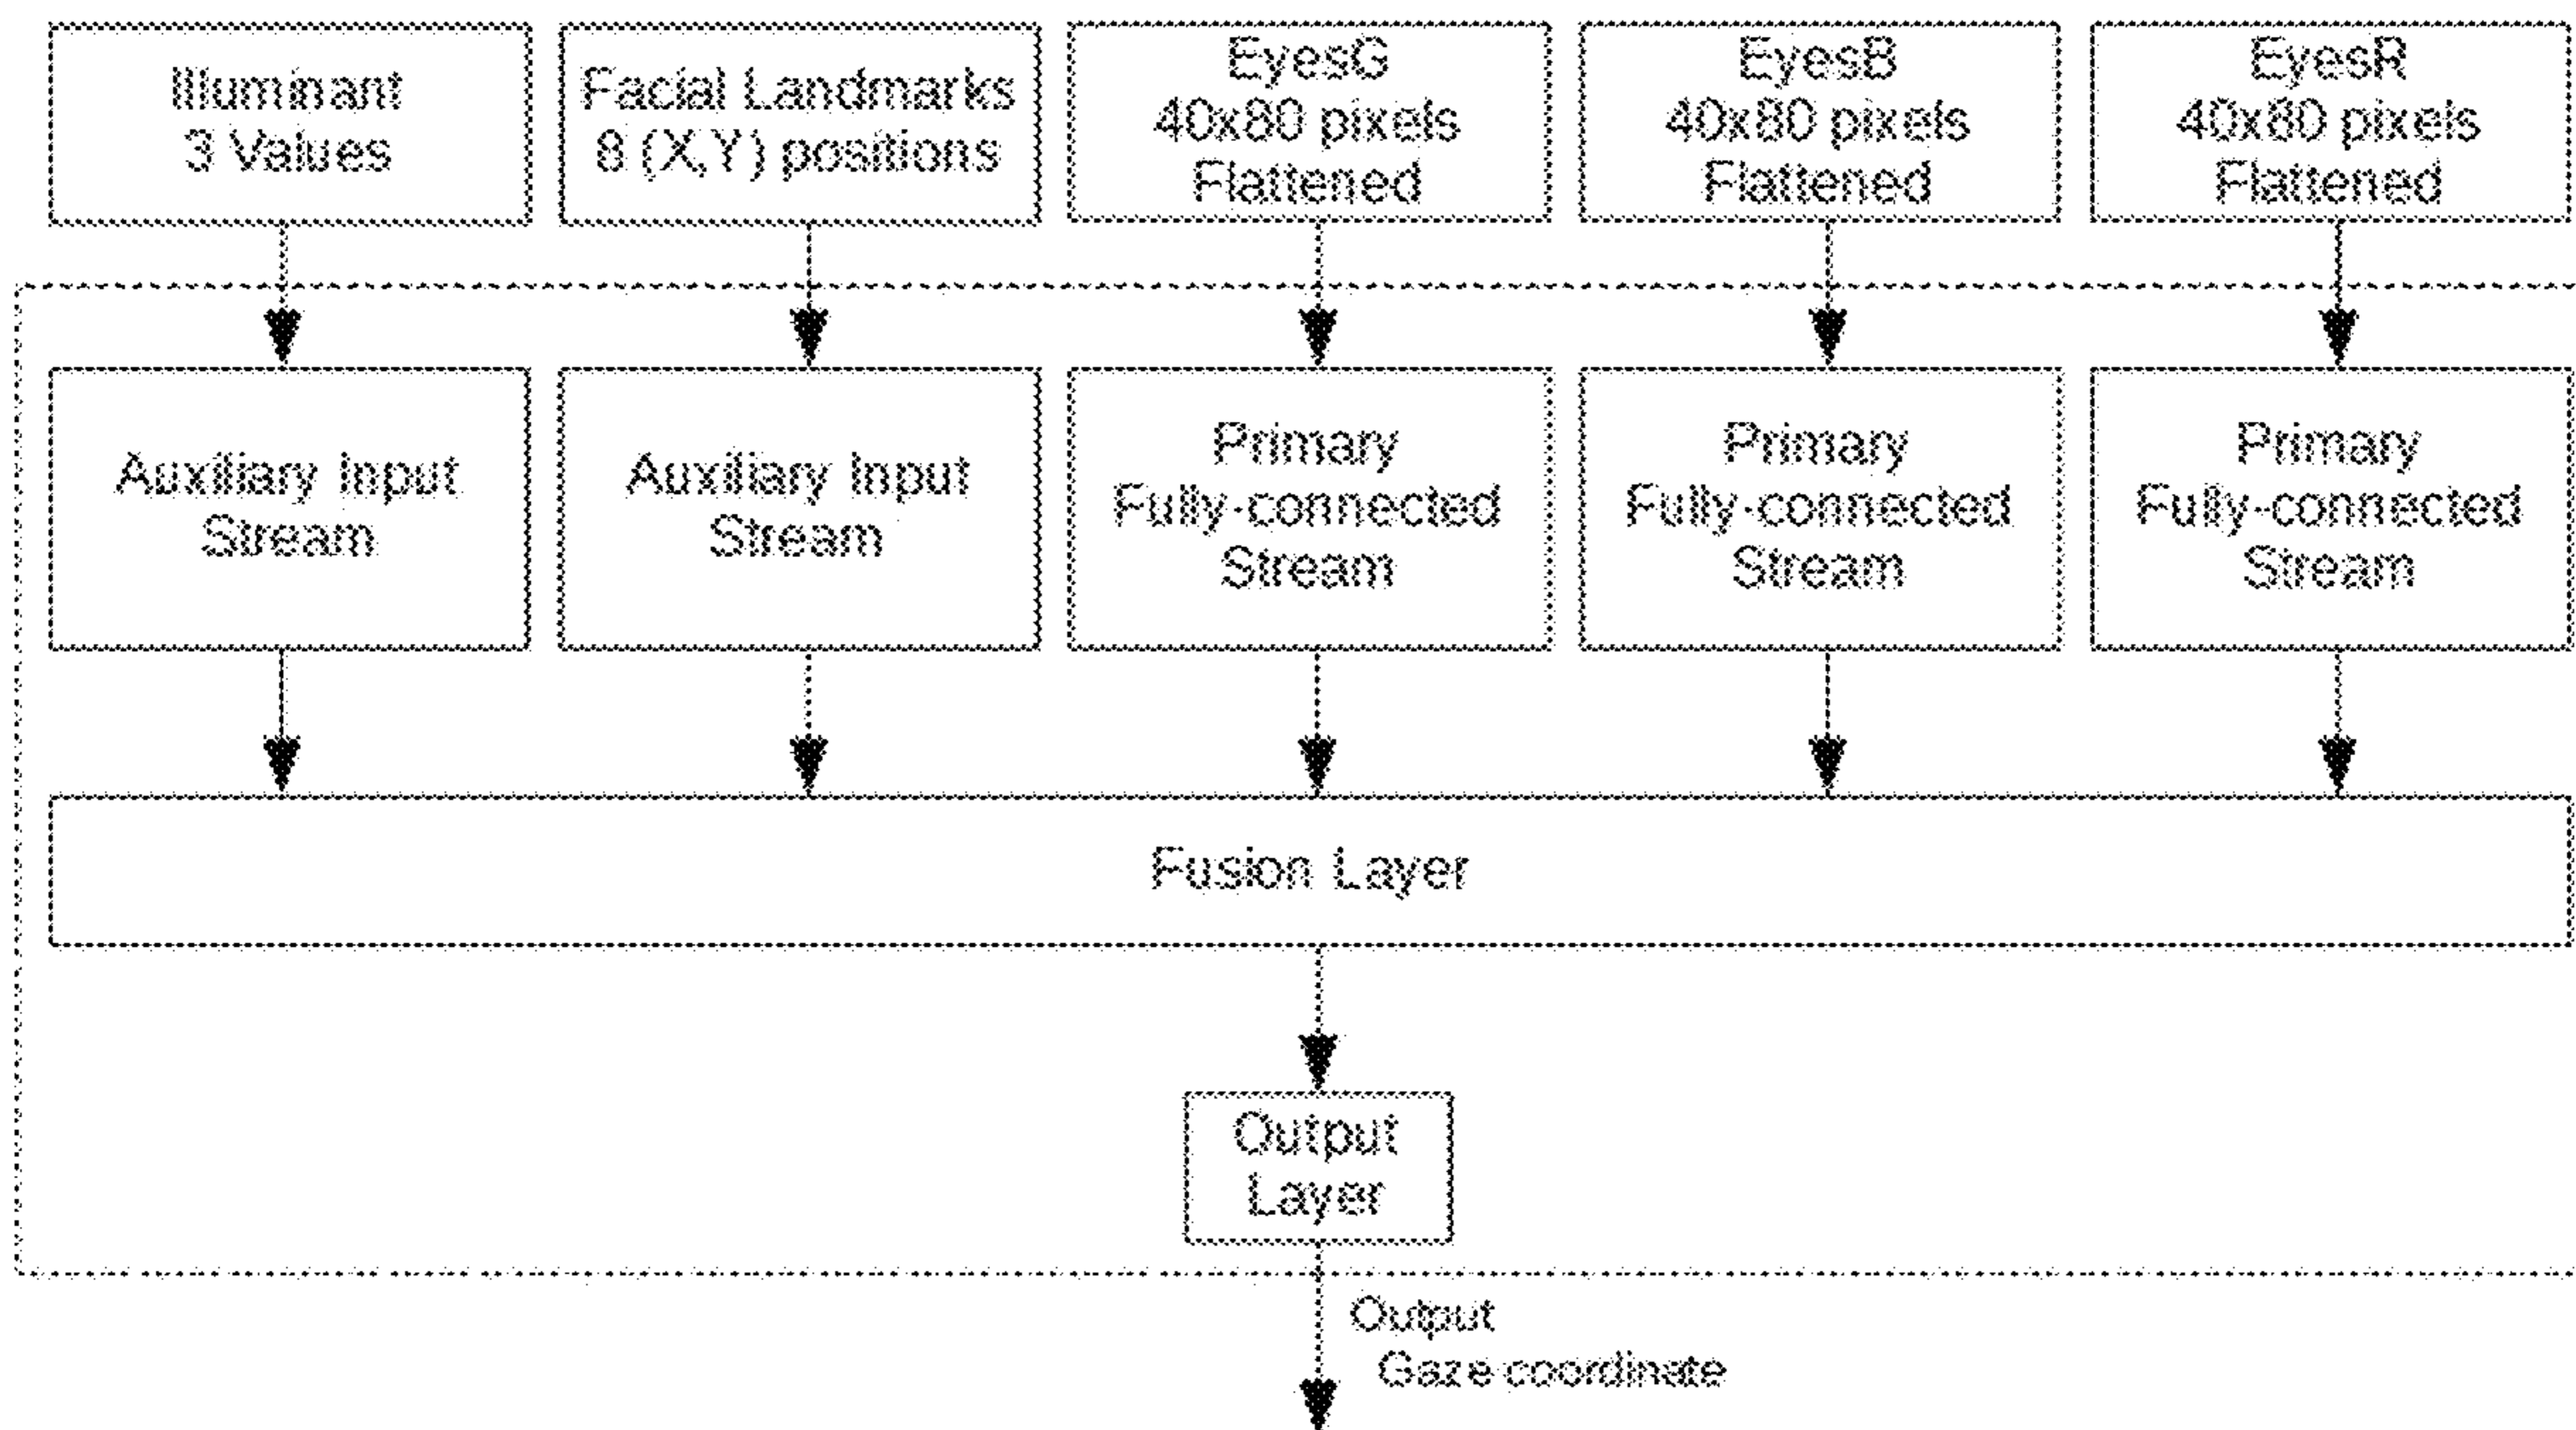 Illuminant
3 Values
Facial Landmarks
8 (X,Y) positions
EyesG
40x80 pixels
Flattened
EyesB
40x80 pixels
Flattened
EyesR
40x80 pixels
Flattened
Auxiliary Input
Stream
Auxiliary Input
Stream
Primary
Fully-connected
Stream
Primary
Fully-connected
Stream
Primary
Fully-connected
Stream
Fusion Layer
Output
Layer
Output
Gaze coordinate